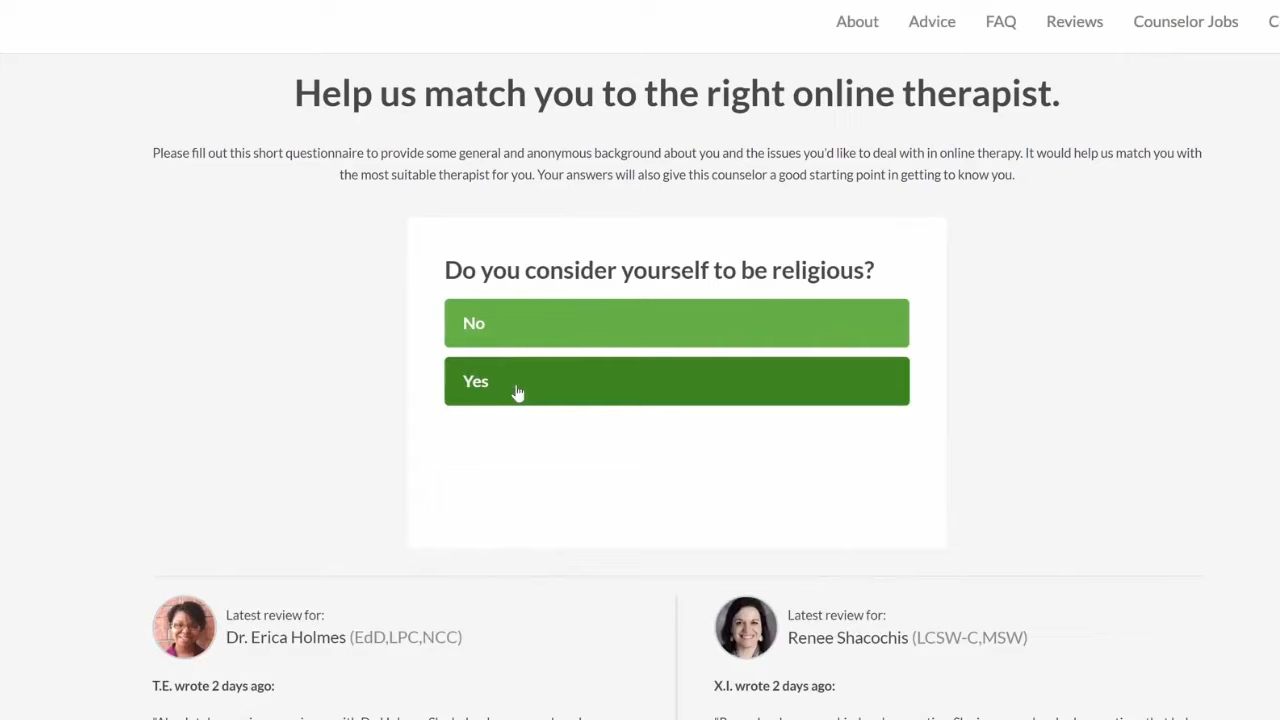 About Advice FAQ Reviews Counselor Jobs
Help us match you to the right online therapist.
Please fill out this short questionnaire to provide some general and anonymous background about you and the issues you'd like to deal with in online therapy. It would help us match you with
the most suitable therapist for you. Your answers will also give this counselor a good starting point in getting to know you.
Do you consider yourself to be religious?
No
Yes
Latest review for:
Dr. Erica Holmes (EdD,LPC,NCC)
T.E. wrote 2 days ago:
Latest review for:
Renee Shacochis (LCSW-C,MSW)
X.I. wrote 2 days ago: